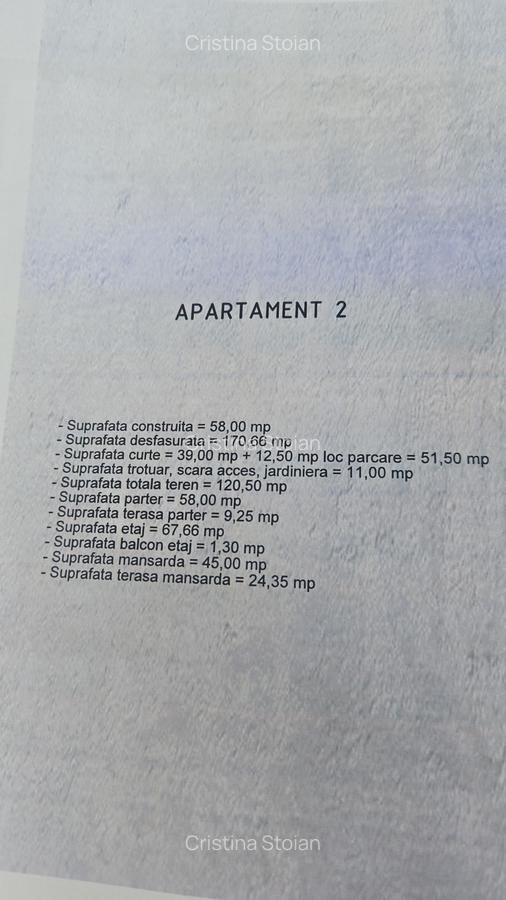 Cristina Stoian
APARTAMENT 2
- Suprafata construita = 58,00 mp
- Suprafata desfasurata = 170,66 mp
- Suprafata curte = 39,00 mp + 12,50 mp loc parcare = 51,50 mp
- Suprafata trotuar, scara acces, jardiniera = 11,00 mp
- Suprafata totala teren = 120,50 mp
- Suprafata parter = 58,00 mp
- Suprafata terasa parter = 9,25 mp
- Suprafata etaj = 67,66 mp
- Suprafata balcon etaj = 1,30 mp
- Suprafata mansarda = 45,00 mp
- Suprafata terasa mansarda = 24,35 mp
Cristina Stoian
Cristina Stoian